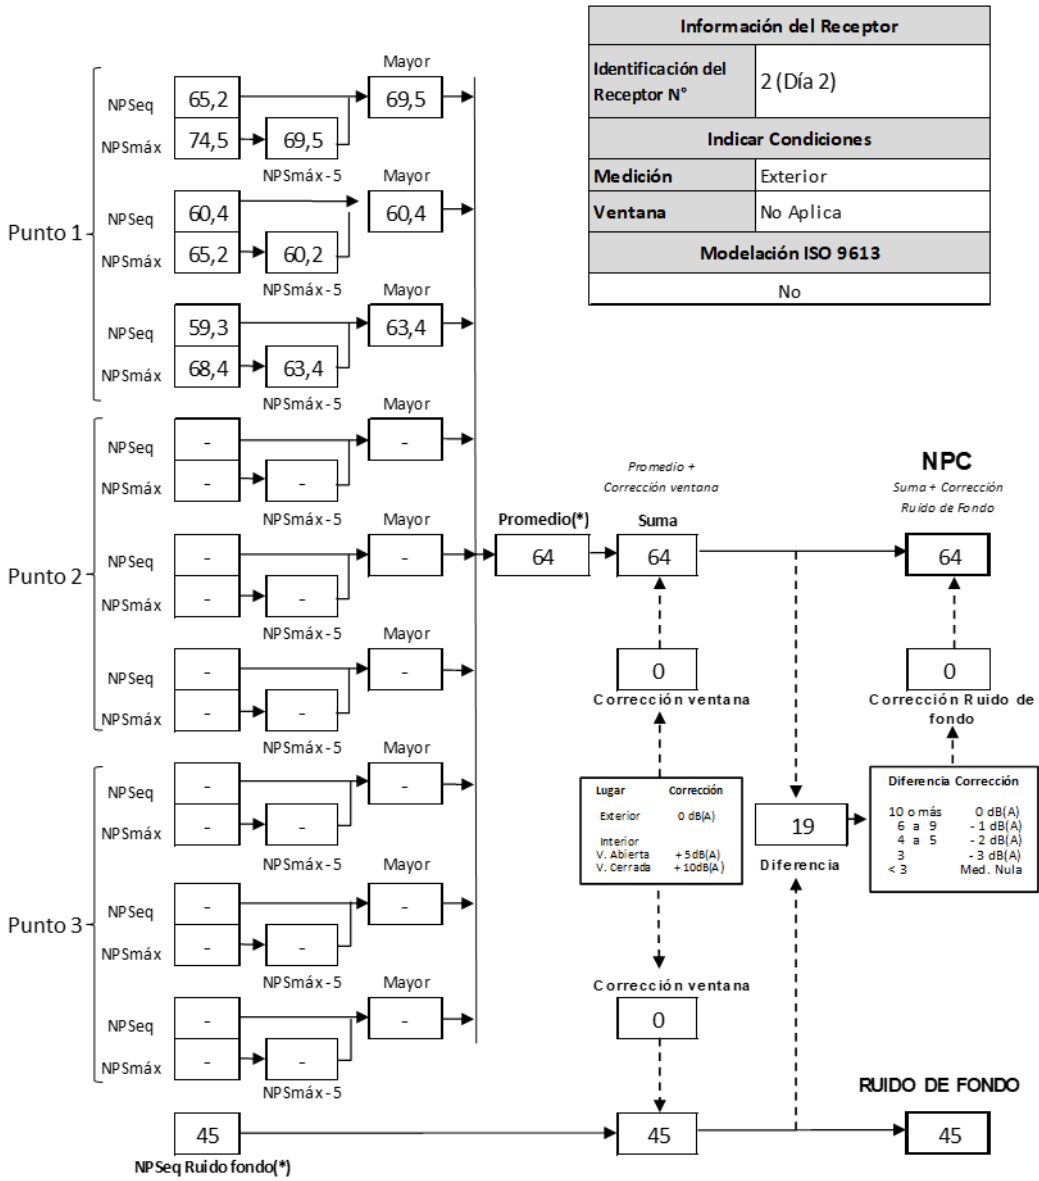 Información del Receptor
Identificación del
Receptor N°
2 (Día 2)
Indicar Condiciones
Medición
Exterior
Ventana
No Aplica
Modelación ISO 9613
No
Punto 1
Mayor
NPSeq
65,2
69,5
NPSmáx
74,5
69,5
NPSmáx-5
Mayor
NPSeq
60,4
60,4
NPSmáx
65,2
60,2
NPSmáx-5
Mayor
NPSeq
59,3
63,4
NPSmáx
68,4
63,4
NPSmáx-5
Punto 2
Mayor
NPSeq
-
-
NPSmáx
-
-
NPSmáx-5
Mayor
NPSeq
-
-
NPSmáx
-
-
NPSmáx-5
Mayor
NPSeq
-
-
NPSmáx
-
-
NPSmáx-5
Punto 3
Mayor
NPSeq
-
-
NPSmáx
-
-
NPSmáx-5
Mayor
NPSeq
-
-
NPSmáx
-
-
NPSmáx-5
Mayor
NPSeq
-
-
NPSmáx
-
-
NPSmáx-5
45
NPSeq Ruido fondo(*)
Promedio(*)
64
Promedio +
Corrección ventana
Suma
64
0
Corrección ventana
Lugar Corrección
Exterior 0 dB(A)
Interior
V. Abierta +5dB(A)
V. Cerrada +10dB(A)
Corrección ventana
0
45
19
Diferencia
NPC
Suma + Corrección
Ruido de Fondo
64
0
Corrección Ruido de
fondo
Diferencia Corrección
10 o más 0 dB(A)
6 a 9 -1 dB(A)
4 a 5 -2 dB(A)
3 -3 dB(A)
< 3 Med. Nula
RUIDO DE FONDO
45